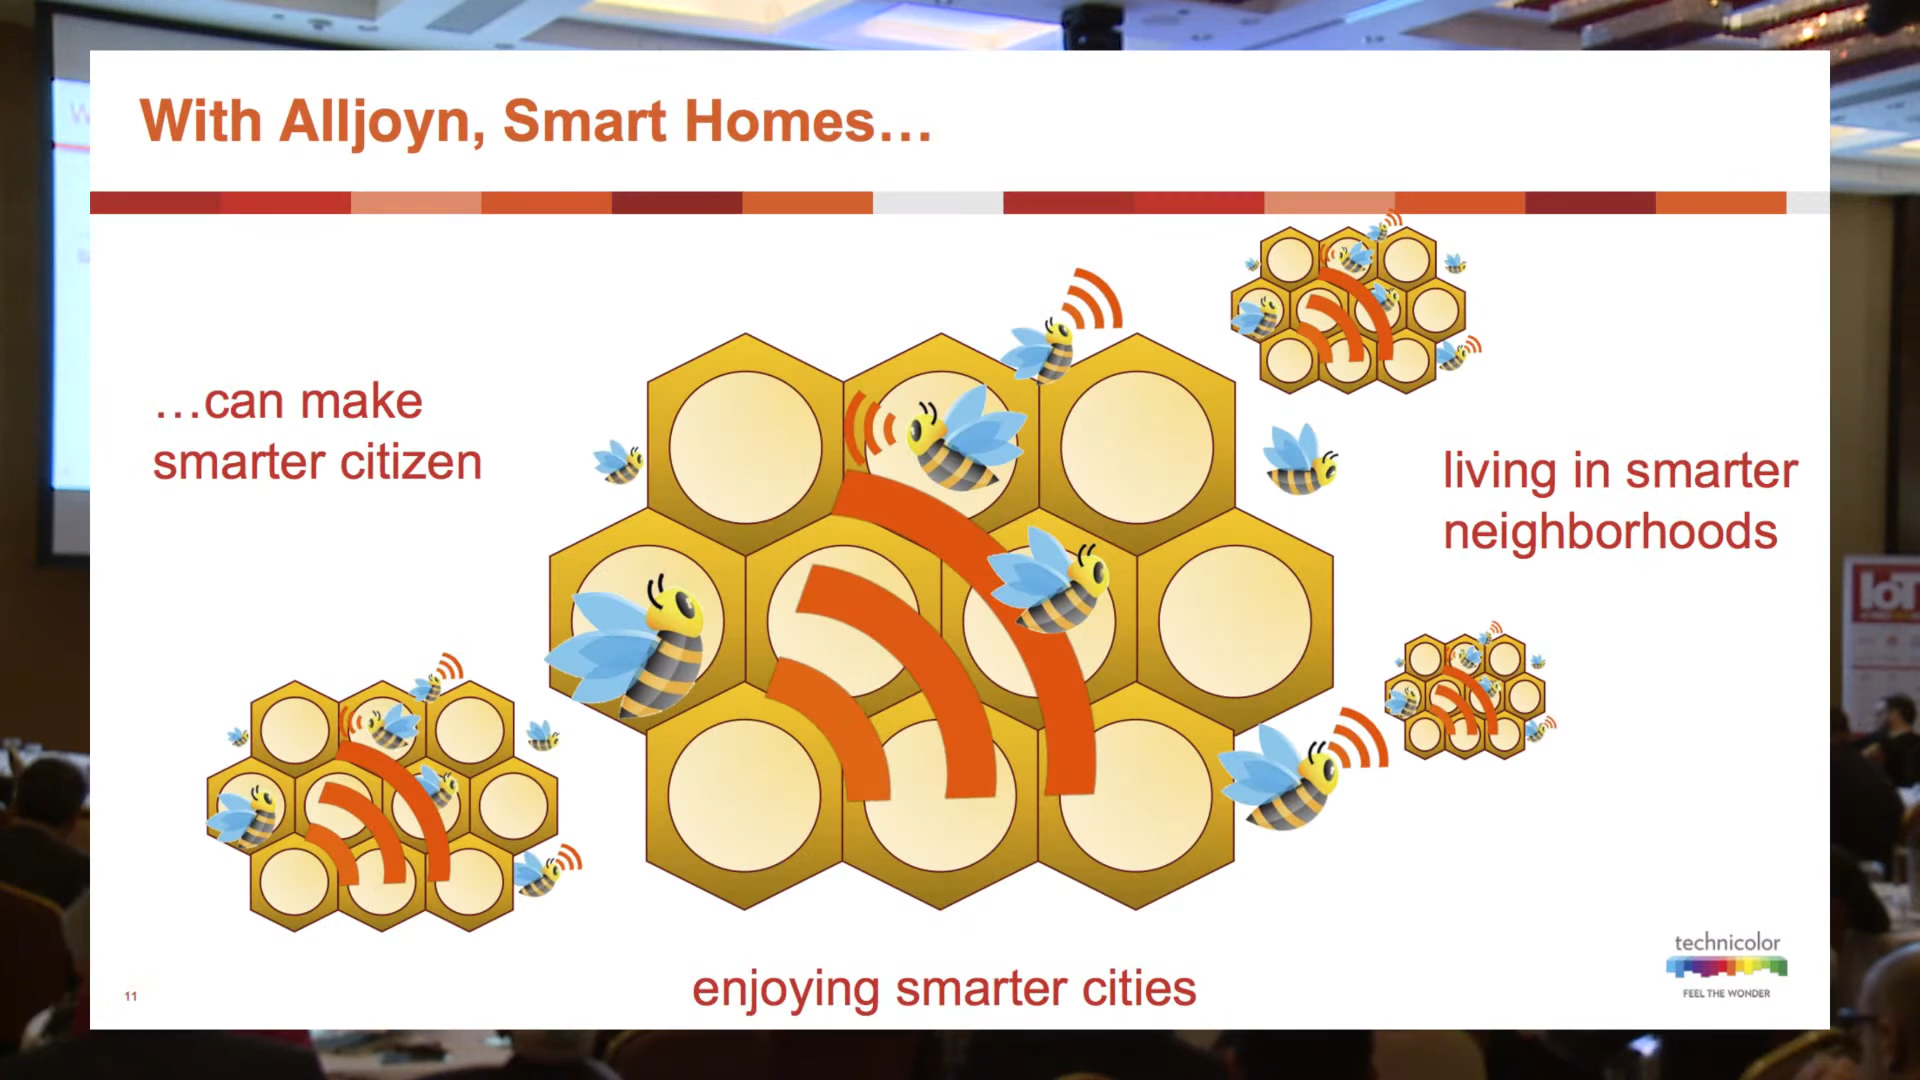 With Alljoyn, Smart Homes…
…can make
smarter citizen
living in smarter
neighborhoods
enjoying smarter cities
technicolor
FEEL THE WONDER
11
IoT